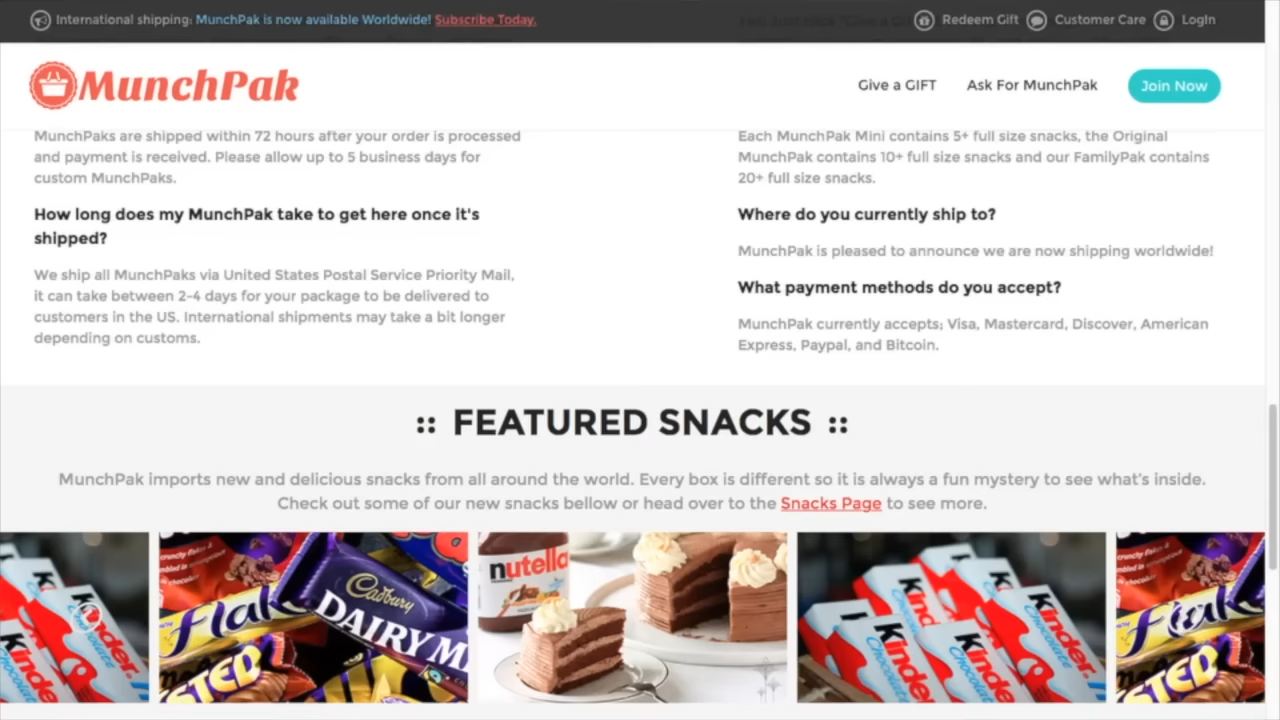 International shipping: MunchPak is now available Worldwide! Subscribe Today.
Redeem Gift
Customer Care
LogIn
MunchPak
Give a GIFT
Ask For MunchPak
Join Now
MunchPaks are shipped within 72 hours after your order is processed
and payment is received. Please allow up to 5 business days for
custom MunchPaks.
How long does my MunchPak take to get here once it's
shipped?
We ship all MunchPaks via United States Postal Service Priority Mail,
it can take between 2-4 days for your package to be delivered to
customers in the US. International shipments may take a bit longer
depending on customs.
Each MunchPak Mini contains 5+ full size snacks, the Original
MunchPak contains 10+ full size snacks and our FamilyPak contains
20+ full size snacks.
Where do you currently ship to?
MunchPak is pleased to announce we are now shipping worldwide!
What payment methods do you accept?
MunchPak currently accepts; Visa, Mastercard, Discover, American
Express, Paypal, and Bitcoin.
:: FEATURED SNACKS ::
MunchPak imports new and delicious snacks from all around the world. Every box is different so it is always a fun mystery to see what's inside.
Check out some of our new snacks bellow or head over to the Snacks Page to see more.
Kinder
Chocolate
crunchy flakes
Flak
Cadbury
DAIRY M
STED
nutella
Kinder
Chocolate
Kinder
Chocolate
Kinder
Chocolate
Flak
STED